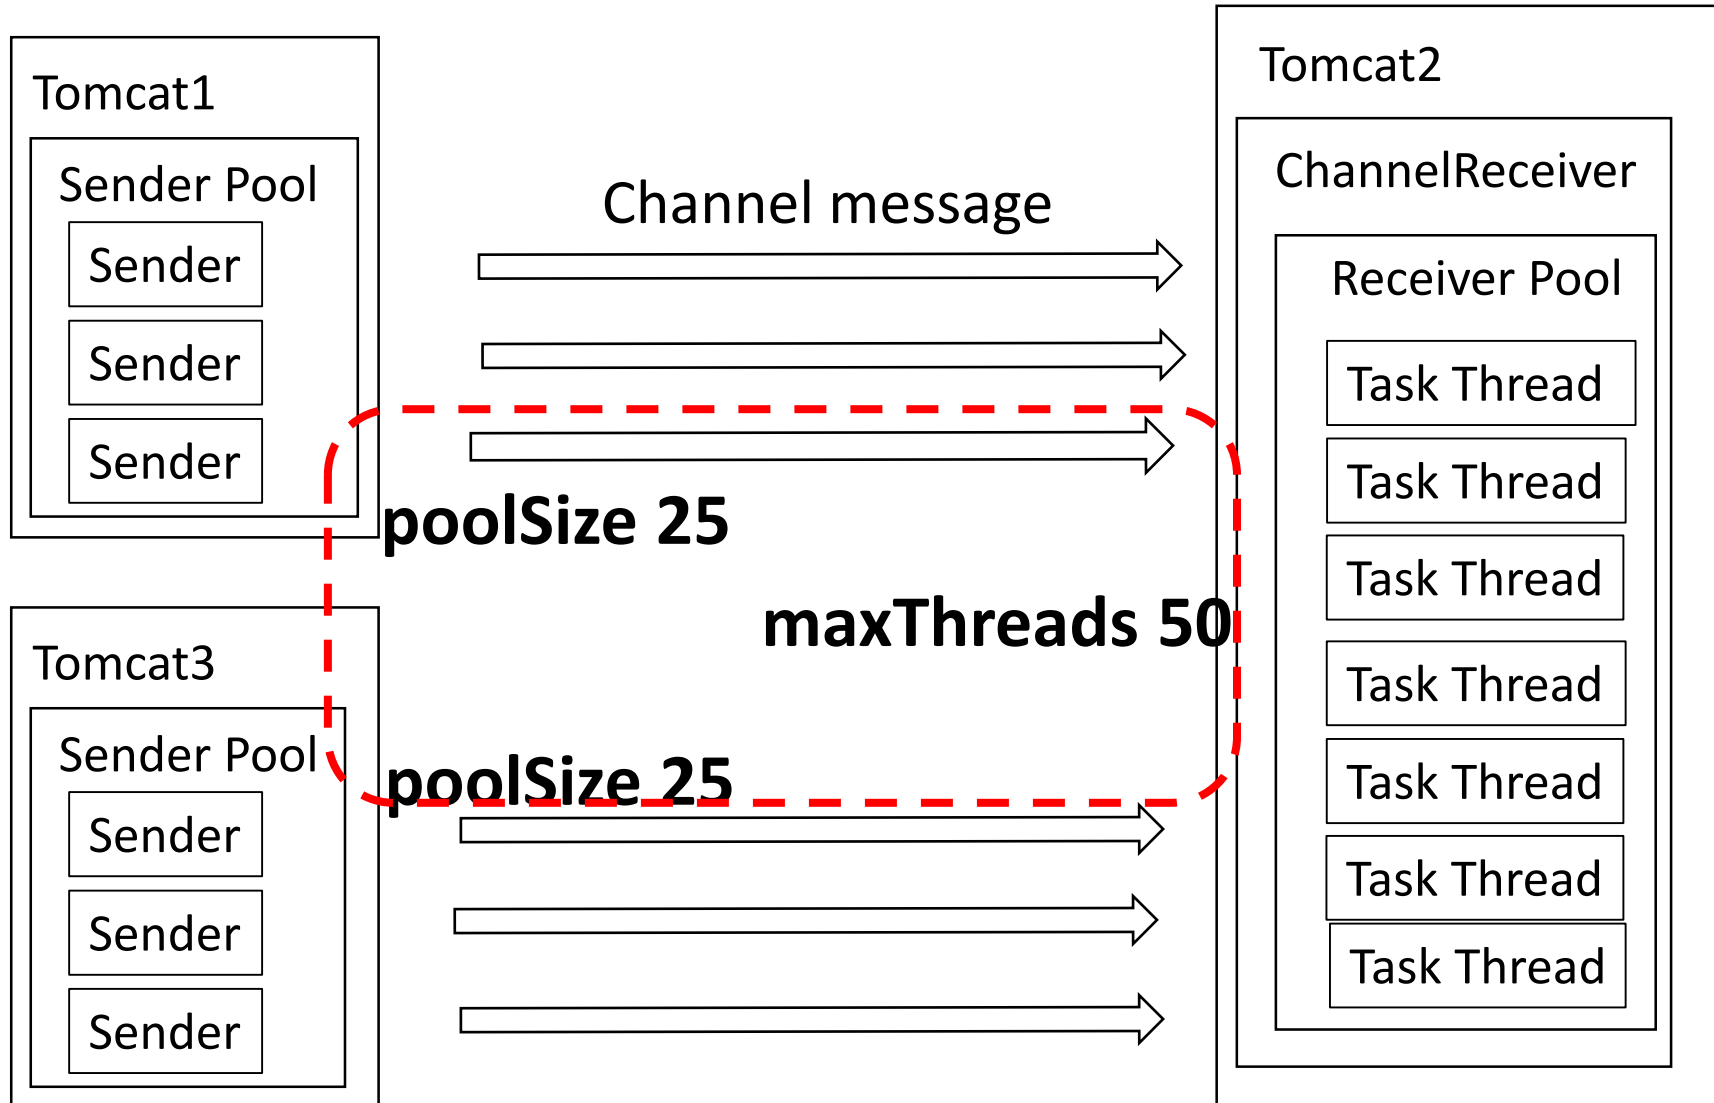 Tomcat1
Sender Pool
Sender
Sender
Sender
Channel message
poolSize 25
maxThreads 50
Tomcat3
Sender Pool
Sender
Sender
Sender
poolSize 25
Tomcat2
ChannelReceiver
Receiver Pool
Task Thread
Task Thread
Task Thread
Task Thread
Task Thread
Task Thread
Task Thread